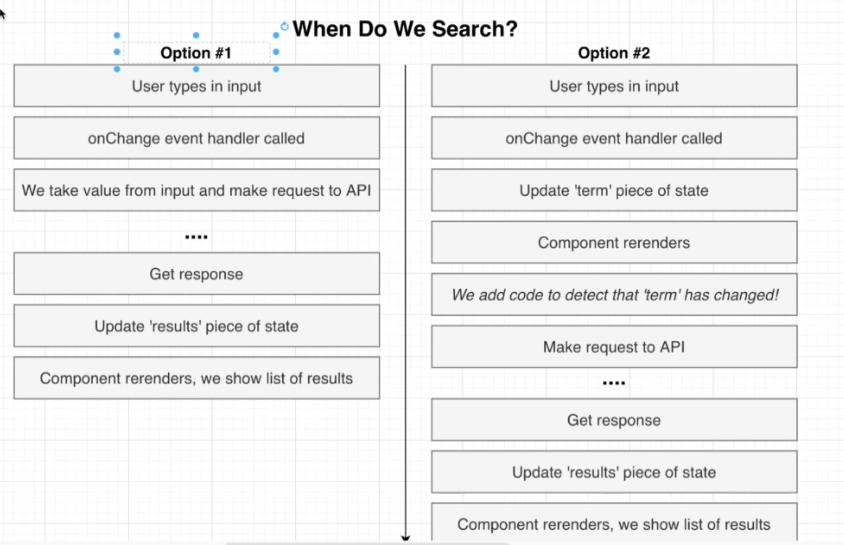 When Do We Search?
Option #1
User types in input
onChange event handler called
We take value from input and make request to API
....
Get response
Update 'results' piece of state
Component rerenders, we show list of results
Option #2
User types in input
onChange event handler called
Update 'term' piece of state
Component rerenders
We add code to detect that 'term' has changed!
Make request to API
....
Get response
Update 'results' piece of state
Component rerenders, we show list of results